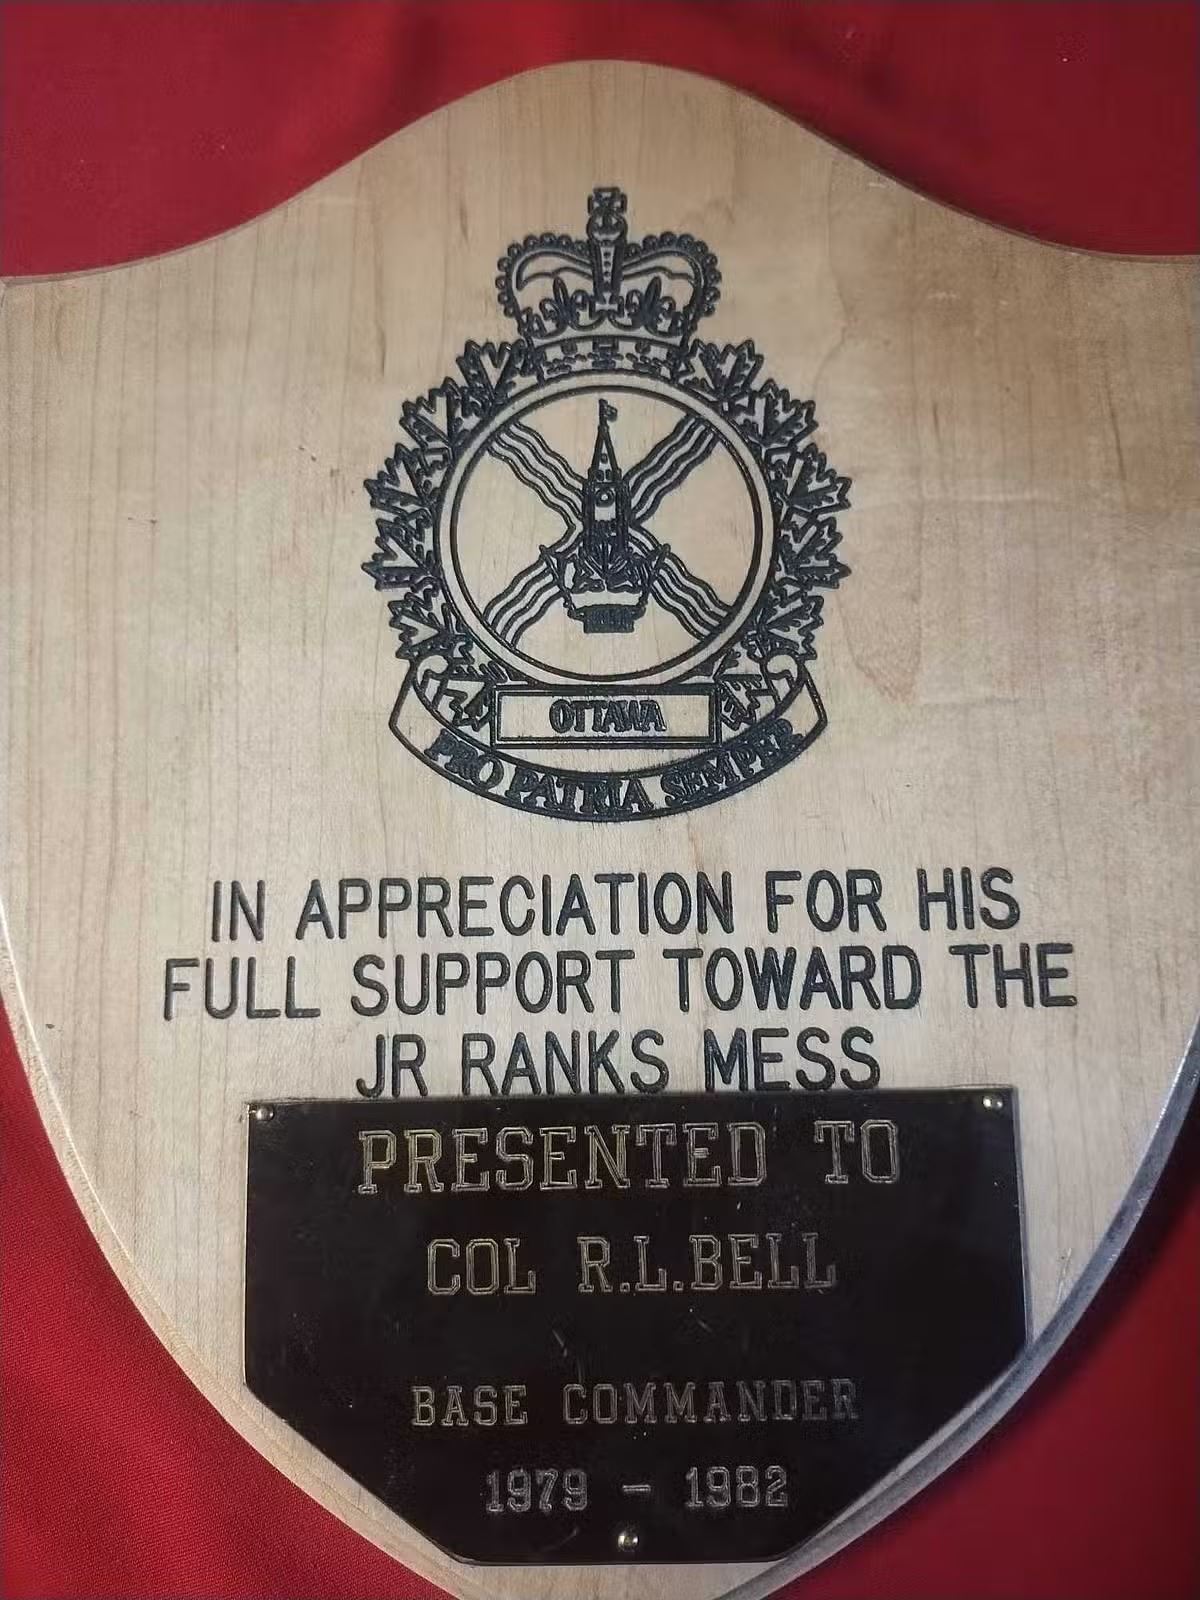 OTTAWA
PRO PATRIA SEMPER
IN APPRECIATION FOR HIS
FULL SUPPORT TOWARD THE
JR RANKS MESS
PRESENTED TO
COL R.L.BELL
BASE COMMANDER
1979 - 1982